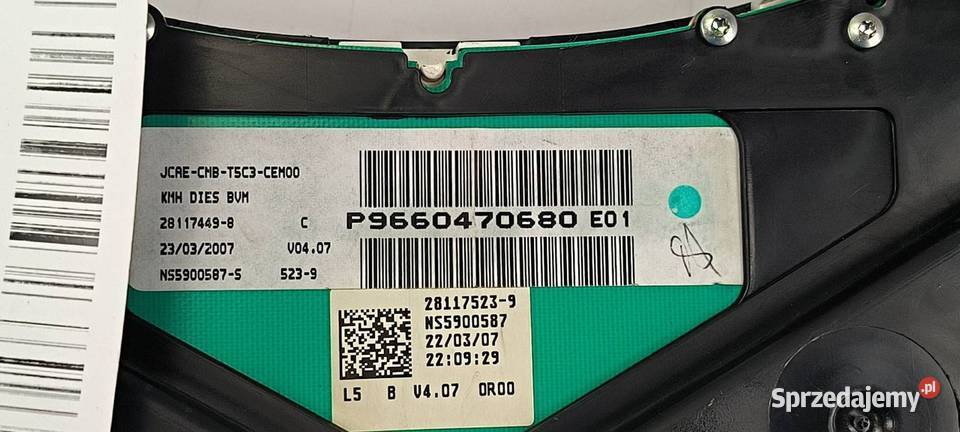 JCAE-CMB-T5C3-CEM00
KMH DIES BVM
28117449-8 C
23/03/2007 V04.07
NS5900587-S 523-9
P9660470680 E01
28117523-9
NS5900587
22/03/07
22:09:29
L5 B V4.07 0R00
Sprzedajemy.pl